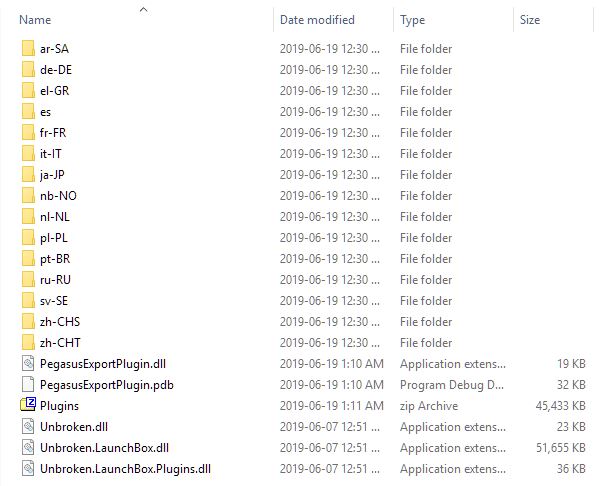 Name Date modified Type Size
ar-SA 2019-06-19 12:30 ... File folder
de-DE 2019-06-19 12:30 ... File folder
el-GR 2019-06-19 12:30 ... File folder
es 2019-06-19 12:30 ... File folder
fr-FR 2019-06-19 12:30 ... File folder
it-IT 2019-06-19 12:30 ... File folder
ja-JP 2019-06-19 12:30 ... File folder
nb-NO 2019-06-19 12:30 ... File folder
nl-NL 2019-06-19 12:30 ... File folder
pl-PL 2019-06-19 12:30 ... File folder
pt-BR 2019-06-19 12:30 ... File folder
ru-RU 2019-06-19 12:30 ... File folder
sv-SE 2019-06-19 12:30 ... File folder
zh-CHS 2019-06-19 12:30 ... File folder
zh-CHT 2019-06-19 12:30 ... File folder
PegasusExportPlugin.dll 2019-06-19 1:10 AM Application extens... 19 KB
PegasusExportPlugin.pdb 2019-06-19 1:10 AM Program Debug D... 32 KB
Plugins 2019-06-19 1:11 AM zip Archive 45,433 KB
Unbroken.dll 2019-06-07 12:51 ... Application extens... 23 KB
Unbroken.LaunchBox.dll 2019-06-07 12:51 ... Application extens... 51,655 KB
Unbroken.LaunchBox.Plugins.dll 2019-06-07 12:51 ... Application extens... 36 KB